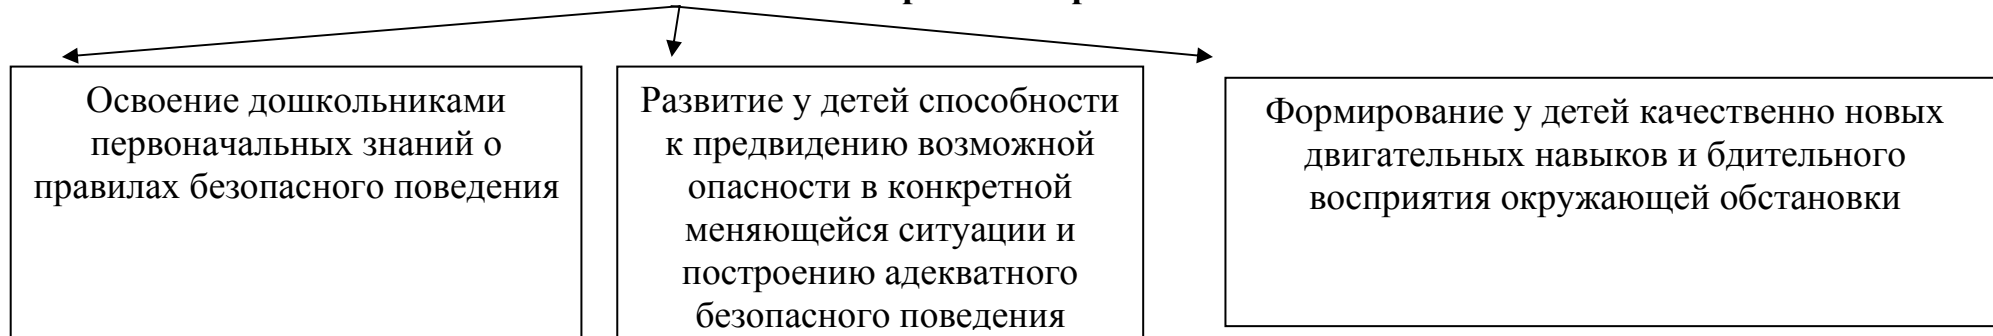 Освоение дошкольниками
первоначальных знаний о
правилах безопасного поведения
Развитие у детей способности
к предвидению возможной
опасности в конкретной
меняющейся ситуации и
построению адекватного
безопасного поведения
Формирование у детей качественно новых
двигательных навыков и бдительного
восприятия окружающей обстановки